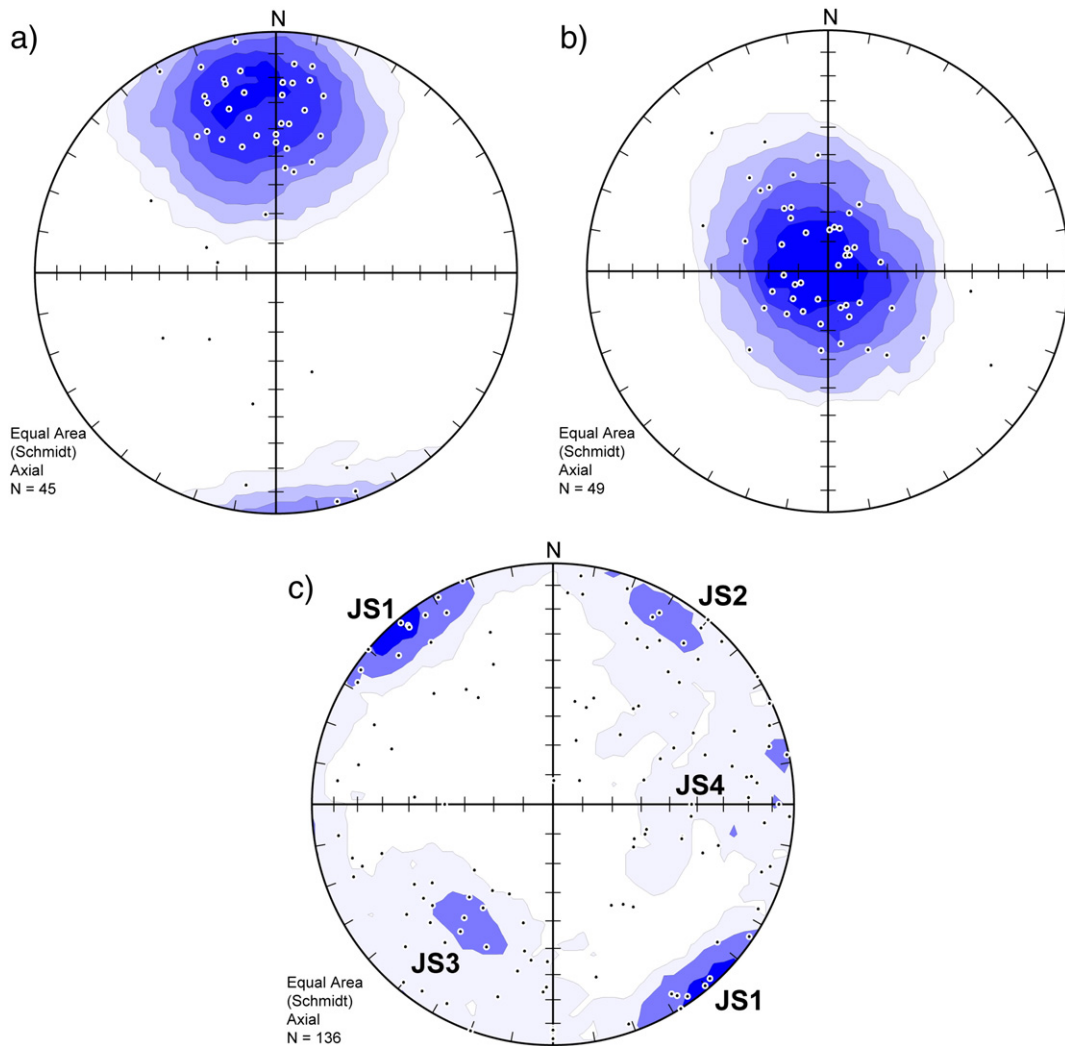 a)
N
Equal Area
(Schmidt)
Axial
N = 45
b)
N
Equal Area
(Schmidt)
Axial
N = 49
c)
N
JS1
JS2
JS4
JS3
JS1
Equal Area
(Schmidt)
Axial
N = 136